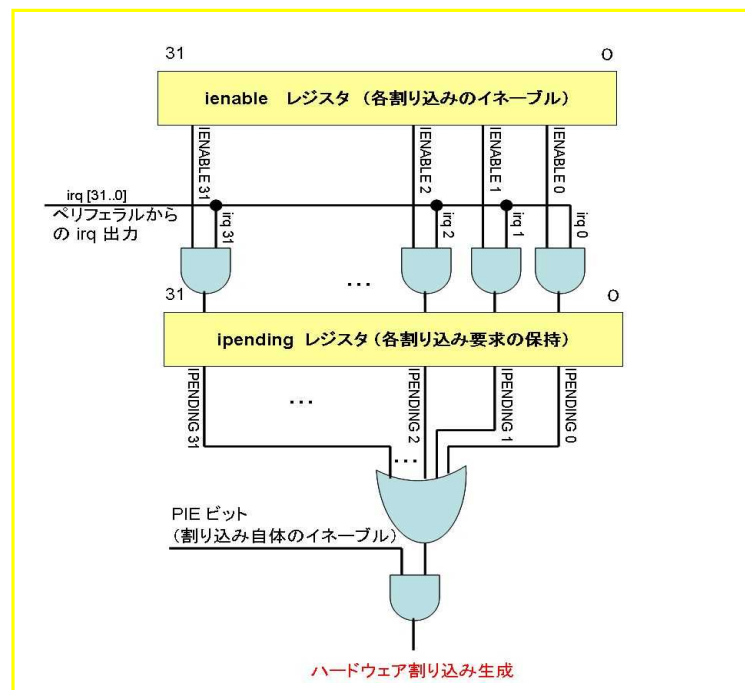 31 0
ienable レジスタ (各割り込みのイネーブル)
IENABLE 31
IENABLE 2
IENABLE 1
IENABLE 0
irq [31..0]
ペリフェラルから
の irq 出力
irq 31
irq 2
irq 1
irq 0
...
31 0
ipending レジスタ (各割り込み要求の保持)
IPENDING 31
...
IPENDING 2
IPENDING 1
IPENDING 0
...
PIE ビット
(割り込み自体のイネーブル)
ハードウェア割り込み生成